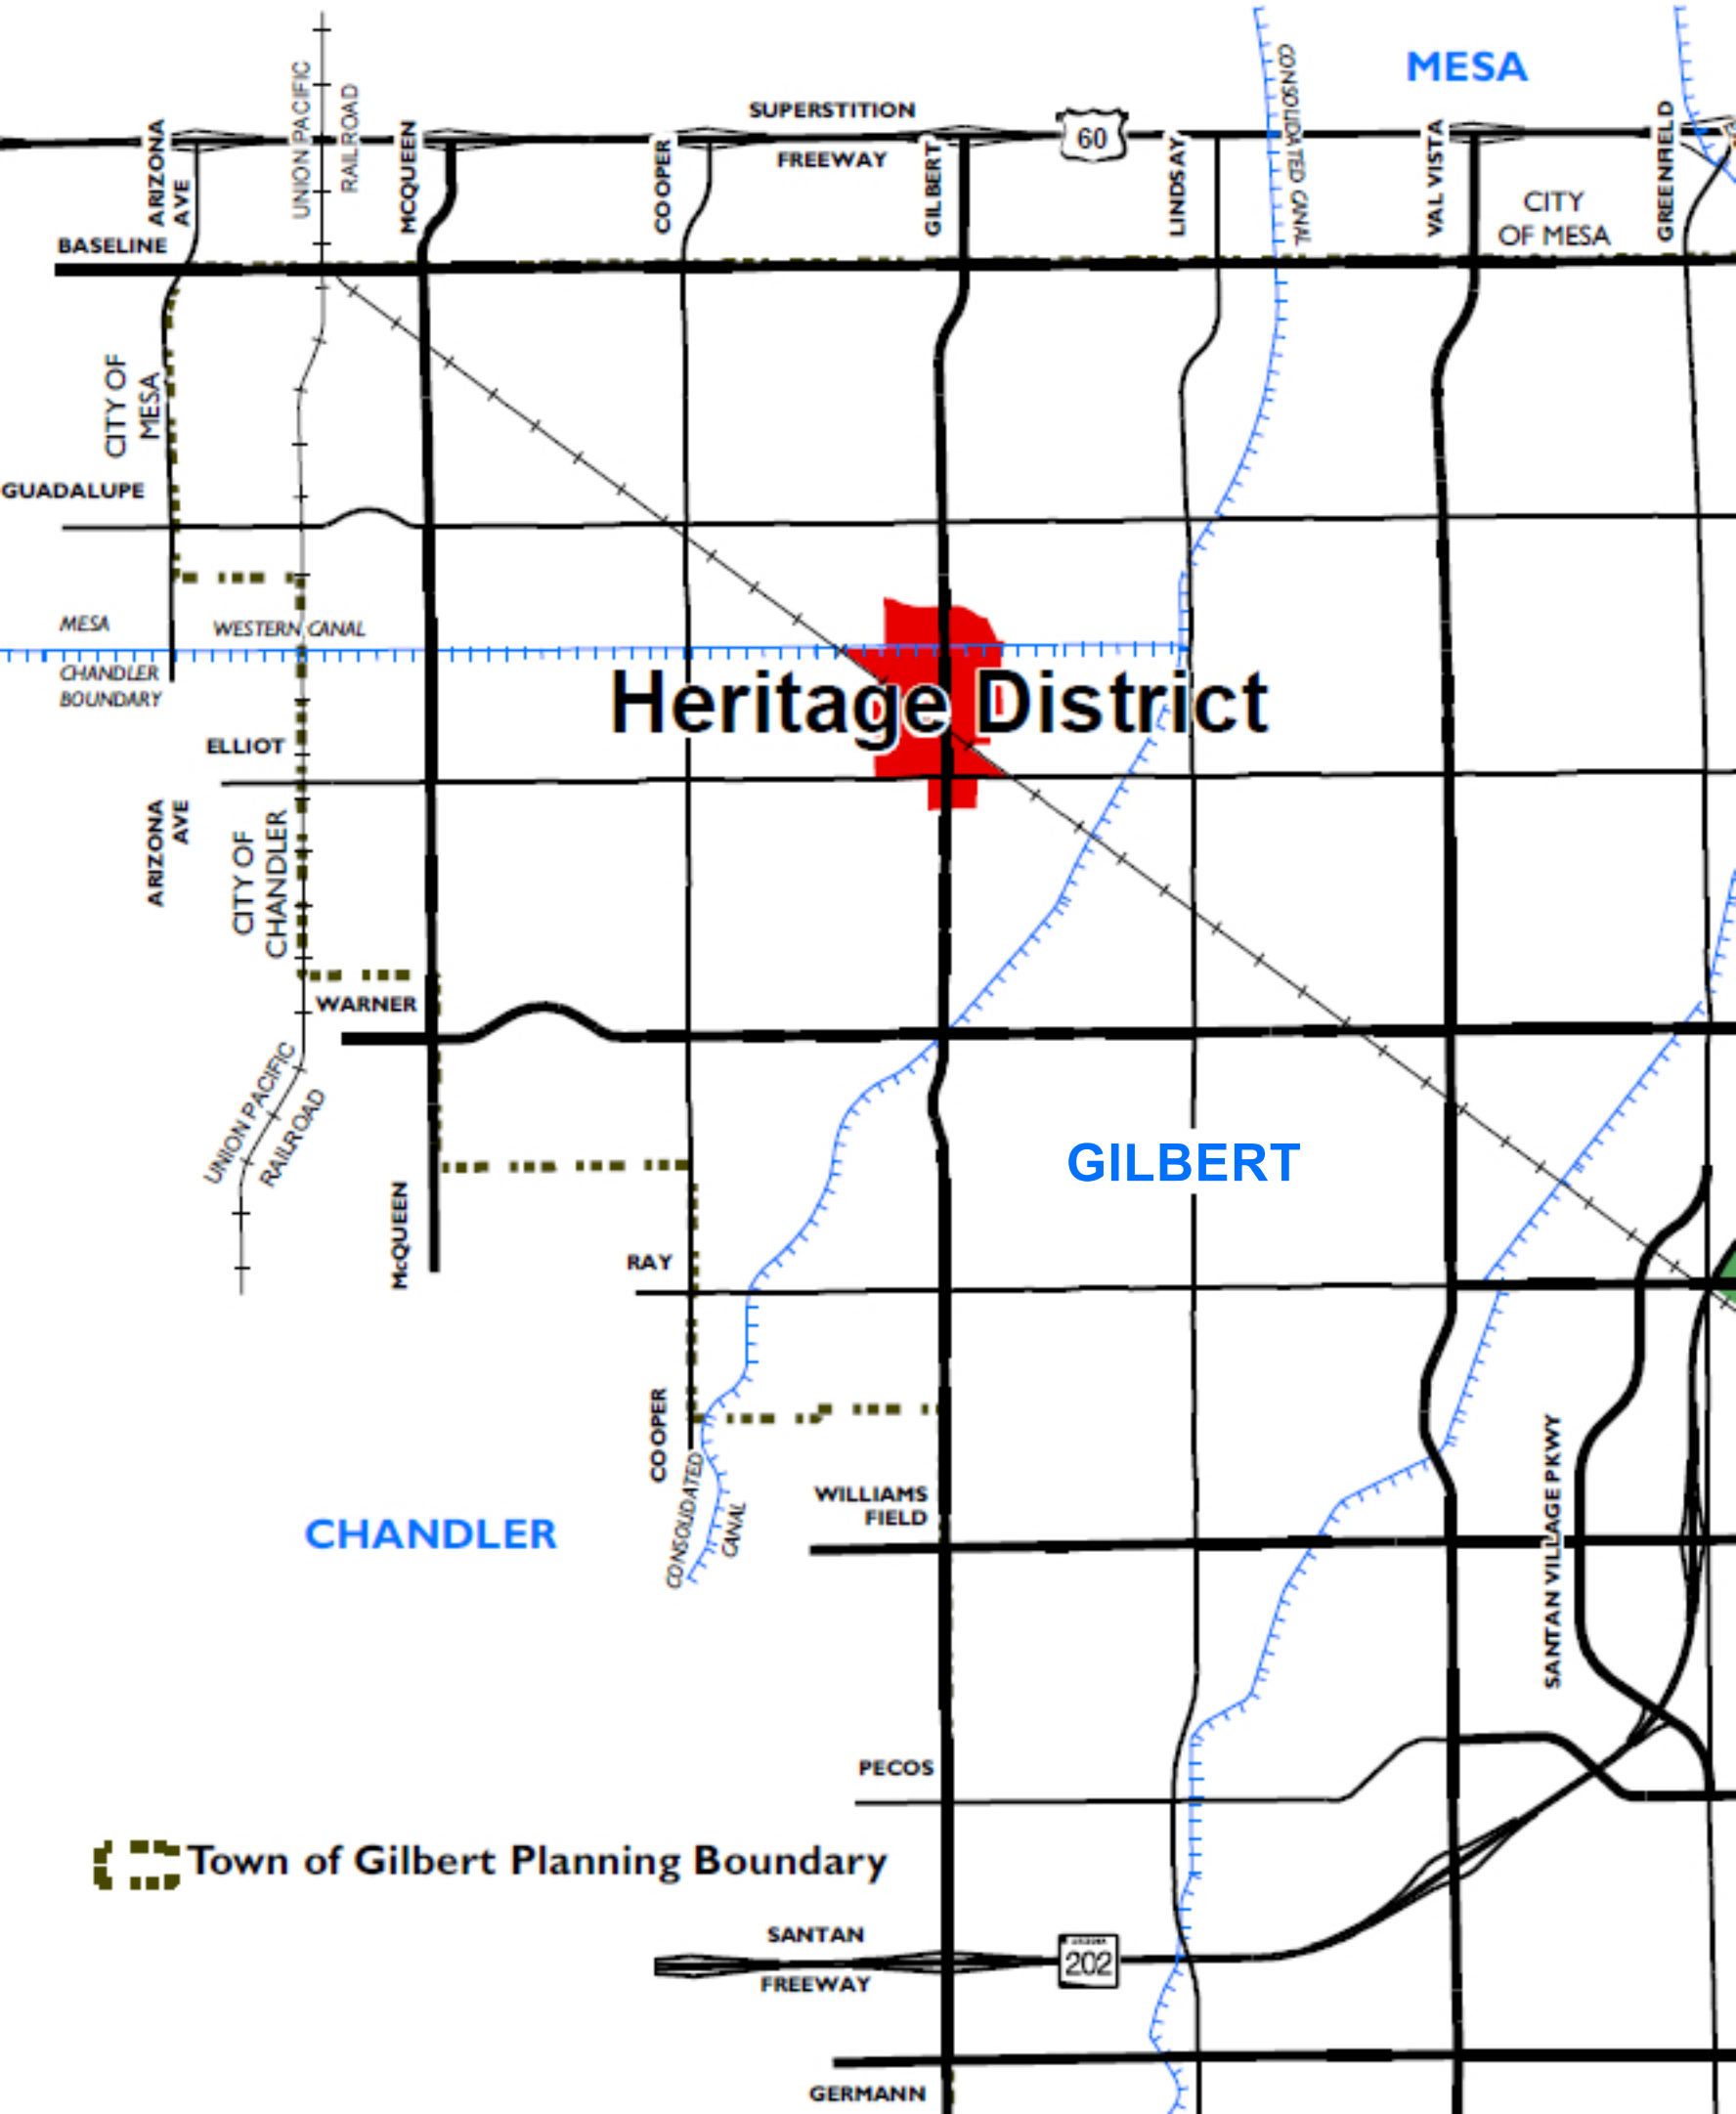 MESA
CONSOLIDATED CANAL
UNION PACIFIC
RAILROAD
SUPERSTITION
60
FREEWAY
ARIZONA
AVE
MCQUEEN
COOPER
GILBERT
LINDSAY
VAL VISTA
GREENFIELD
CITY
OF MESA
BASELINE
CITY OF
MESA
GUADALUPE
MESA
WESTERN CANAL
CHANDLER
BOUNDARY
Heritage District
ELLIOT
ARIZONA
AVE
CITY OF
CHANDLER
WARNER
UNION PACIFIC
RAILROAD
GILBERT
McQUEEN
RAY
COOPER
CONSOLIDATED
CANAL
WILLIAMS
FIELD
CHANDLER
SANTAN VILLAGE PKWY
PECOS
Town of Gilbert Planning Boundary
SANTAN
ARIZONA
202
FREEWAY
GERMANN